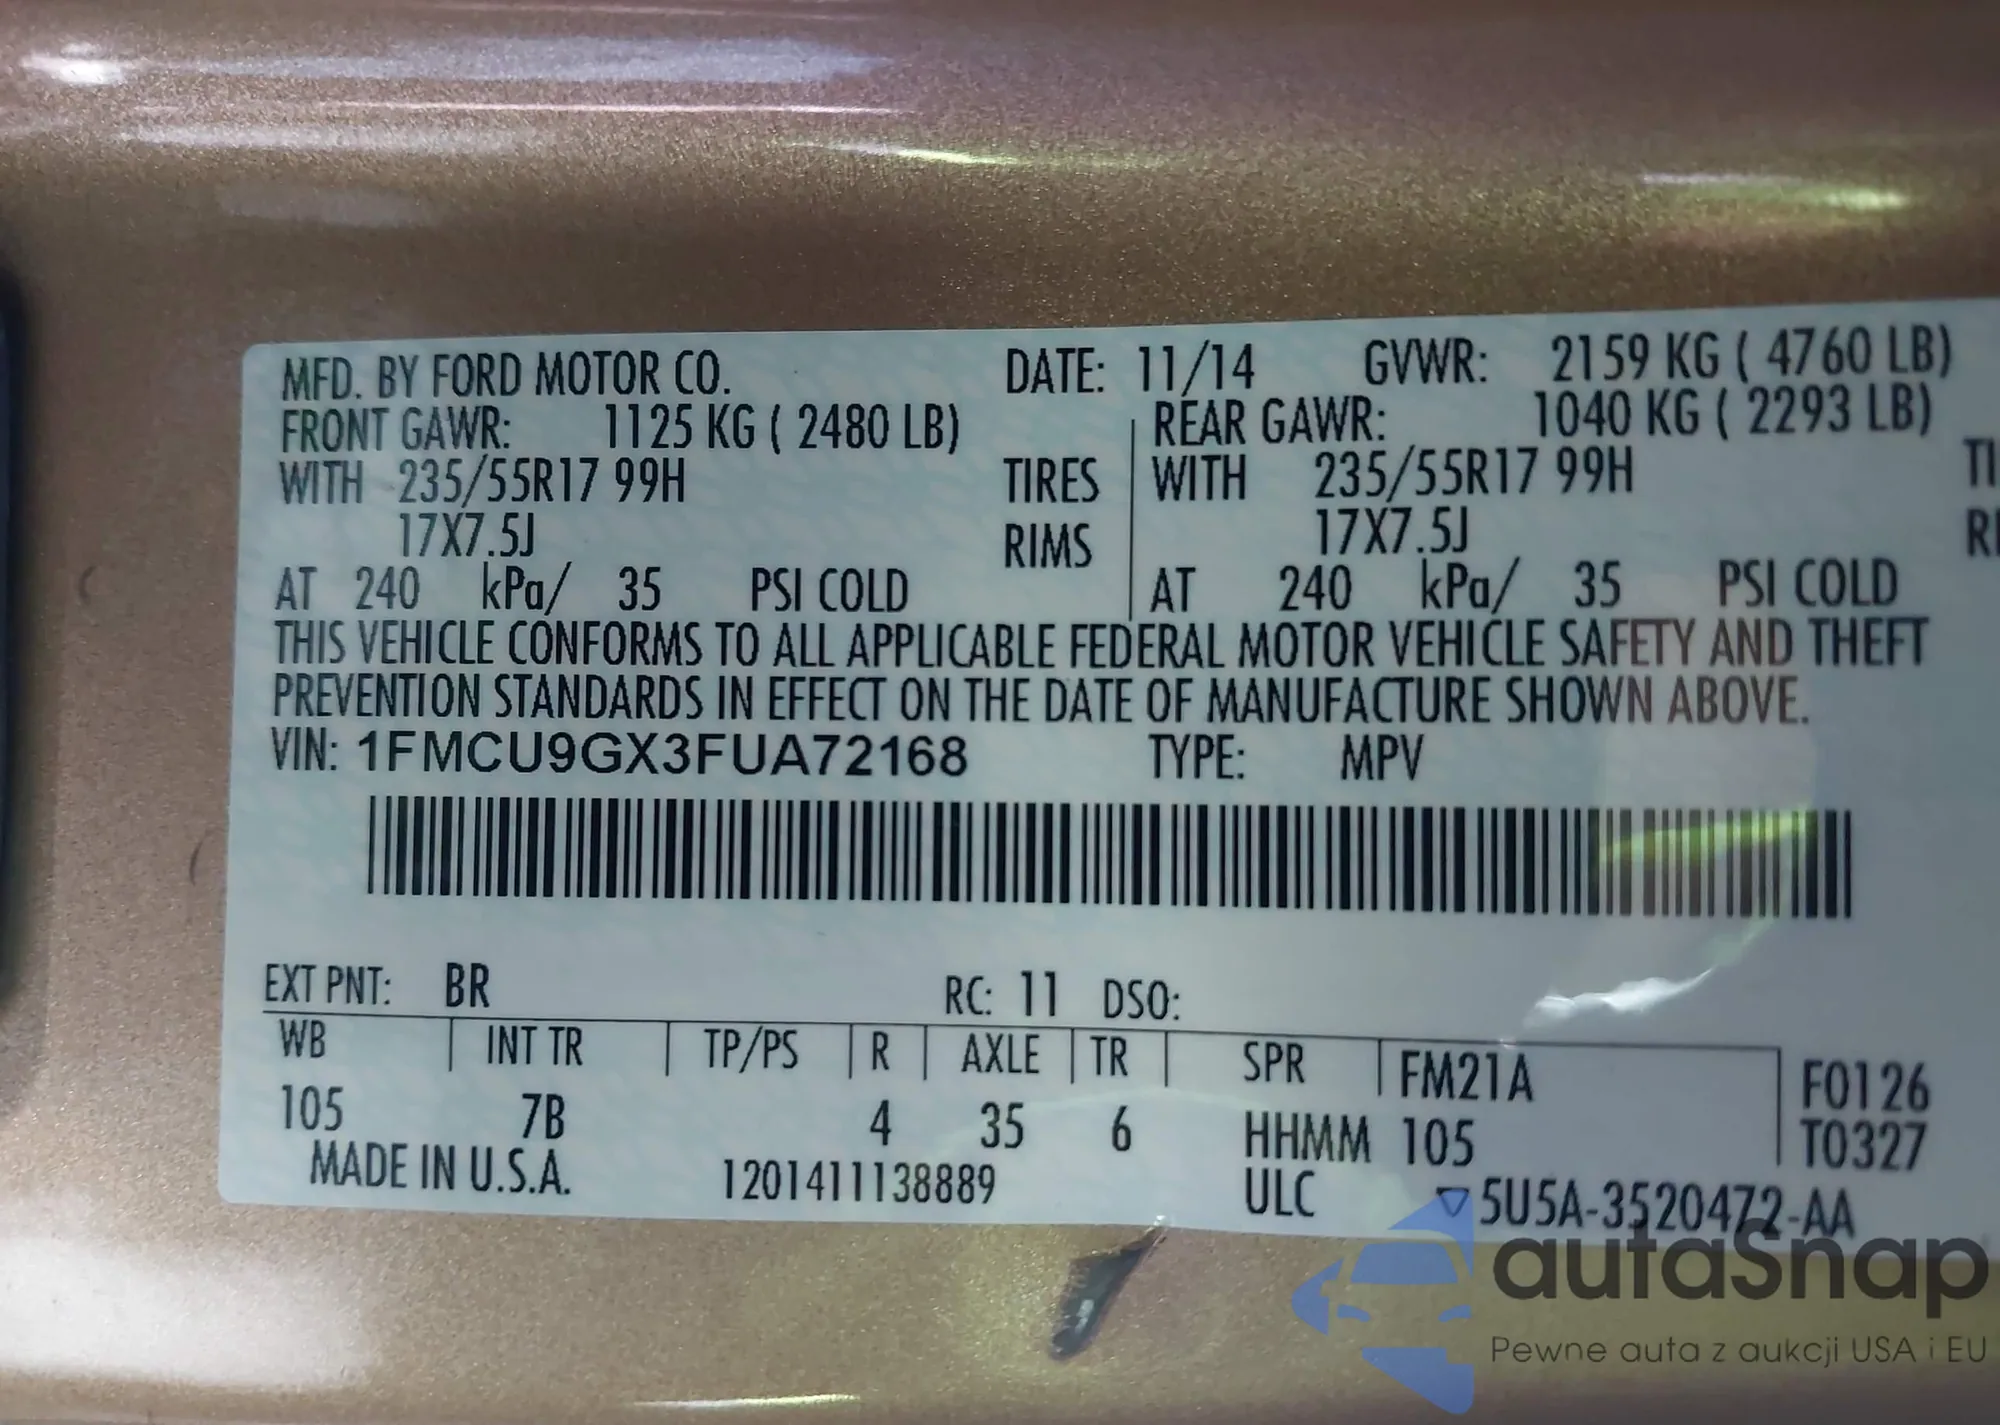 MFD. BY FORD MOTOR CO. DATE: 11/14 GVWR: 2159 KG ( 4760 LB)
FRONT GAWR: 1125 KG ( 2480 LB) REAR GAWR: 1040 KG ( 2293 LB)
WITH 235/55R17 99H TIRES WITH 235/55R17 99H TI
17X7.5J RIMS 17X7.5J RI
AT 240 kPa/ 35 PSI COLD AT 240 kPa/ 35 PSI COLD
THIS VEHICLE CONFORMS TO ALL APPLICABLE FEDERAL MOTOR VEHICLE SAFETY AND THEFT
PREVENTION STANDARDS IN EFFECT ON THE DATE OF MANUFACTURE SHOWN ABOVE.
VIN: 1FMCU9GX3FUA72168 TYPE: MPV
EXT PNT: BR RC: 11 DSO:
WB INT TR TP/PS R AXLE TR SPR FM21A F0126
105 7B 4 35 6 HHMM 105 T0327
MADE IN U.S.A. 1201411138889 ULC ▽5U5A-3520472-AA
autaSnap
Pewne auta z aukcji USA i EU